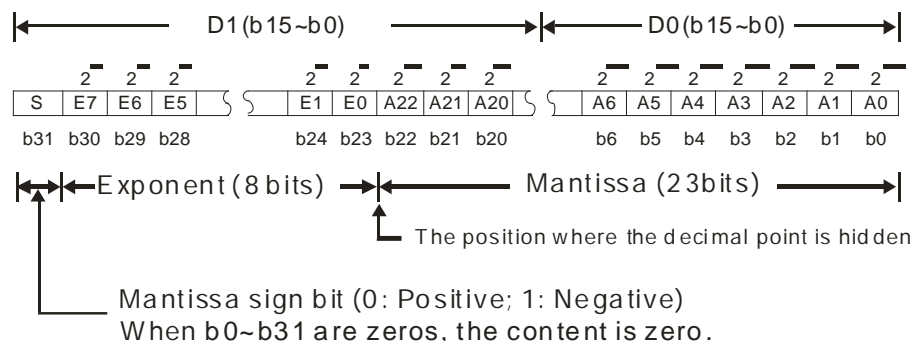 D1(b15~b0) D0(b15~b0)
2 2 2 2 2 2 2 2 2 2 2 2 2 2 2 2
S E7 E6 E5 E1 E0 A22 A21 A20 A6 A5 A4 A3 A2 A1 A0
b31 b30 b29 b28 b24 b23 b22 b21 b20 b6 b5 b4 b3 b2 b1 b0
Exponent (8 bits) Mantissa (23bits)
The position where the decimal point is hidden
Mantissa sign bit (0: Positive; 1: Negative)
When b0~b31 are zeros, the content is zero.